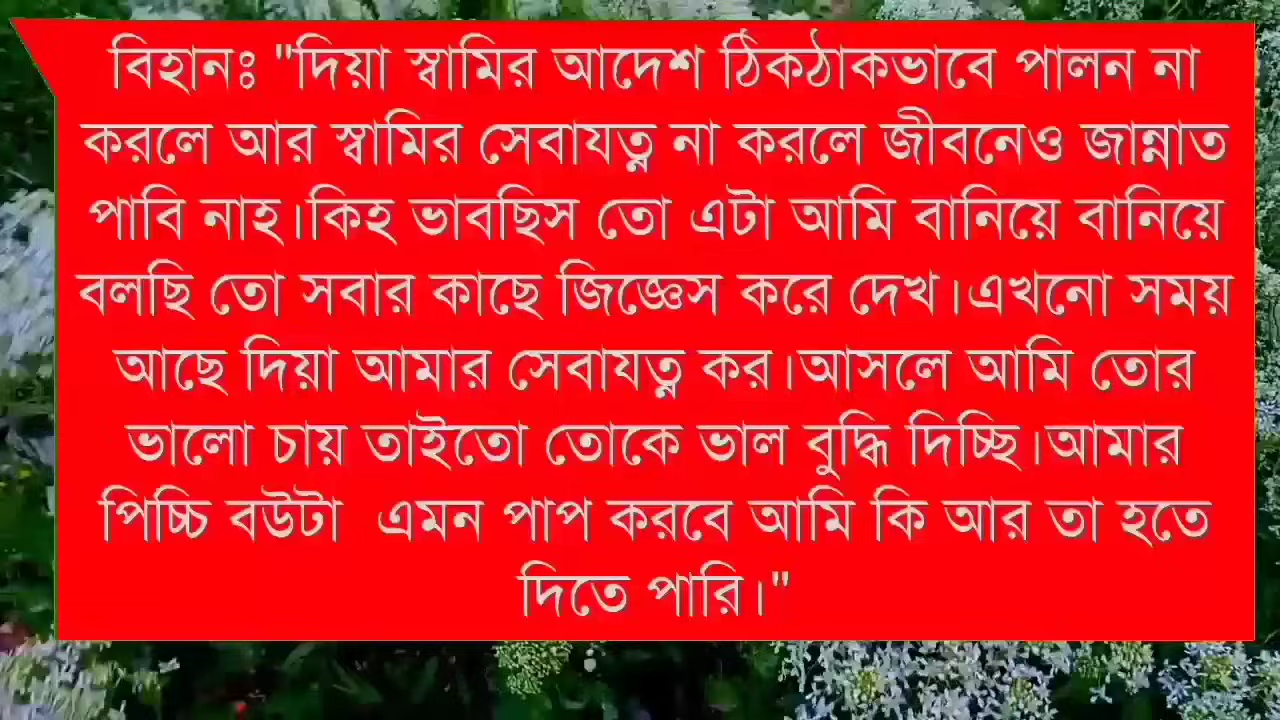 বিহানঃ "দিয়া স্বামির আদেশ ঠিকঠাকভাবে পালন না
করলে আর স্বামির সেবাযত্ন না করলে জীবনেও জান্নাত
পাবি নাহ।কিহ ভাবছিস তো এটা আমি বানিয়ে বানিয়ে
বলছি তো সবার কাছে জিজ্ঞেস করে দেখ।এখনো সময়
আছে দিয়া আমার সেবাযত্ন কর।আসলে আমি তোর
ভালো চায় তাইতো তোকে ভাল বুদ্ধি দিচ্ছি।আমার
পিচ্চি বউটা এমন পাপ করবে আমি কি আর তা হতে
দিতে পারি।"